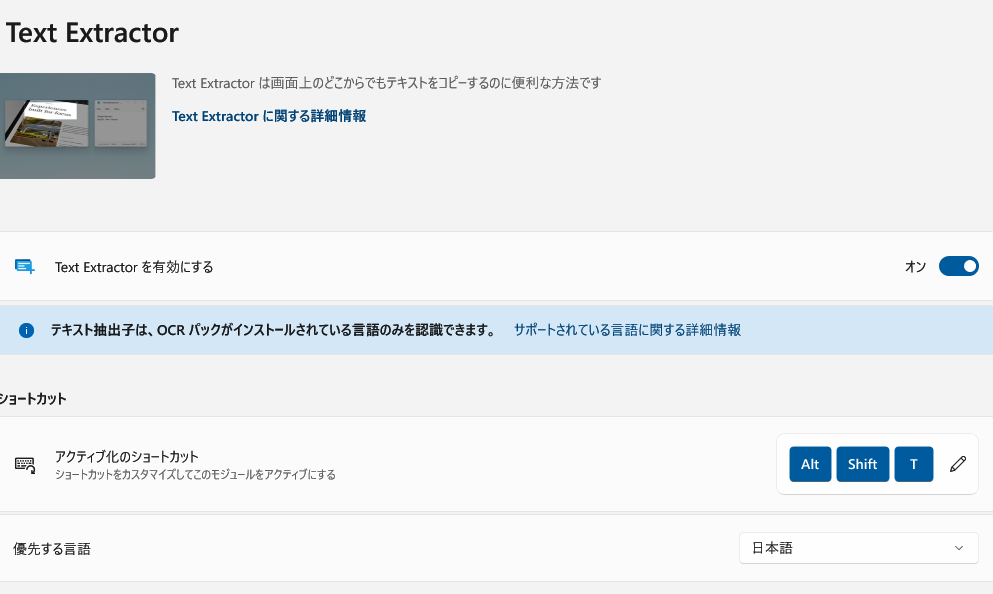 Text Extractor
Text Extractor は画面上のどこからでもテキストをコピーするのに便利な方法です
Text Extractor に関する詳細情報
Text Extractor を有効にする
オン
テキスト抽出子は、OCR パックがインストールされている言語のみを認識できます。 サポートされている言語に関する詳細情報
ショートカット
アクティブ化のショートカット
ショートカットをカスタマイズしてこのモジュールをアクティブにする
Alt Shift T
優先する言語
日本語